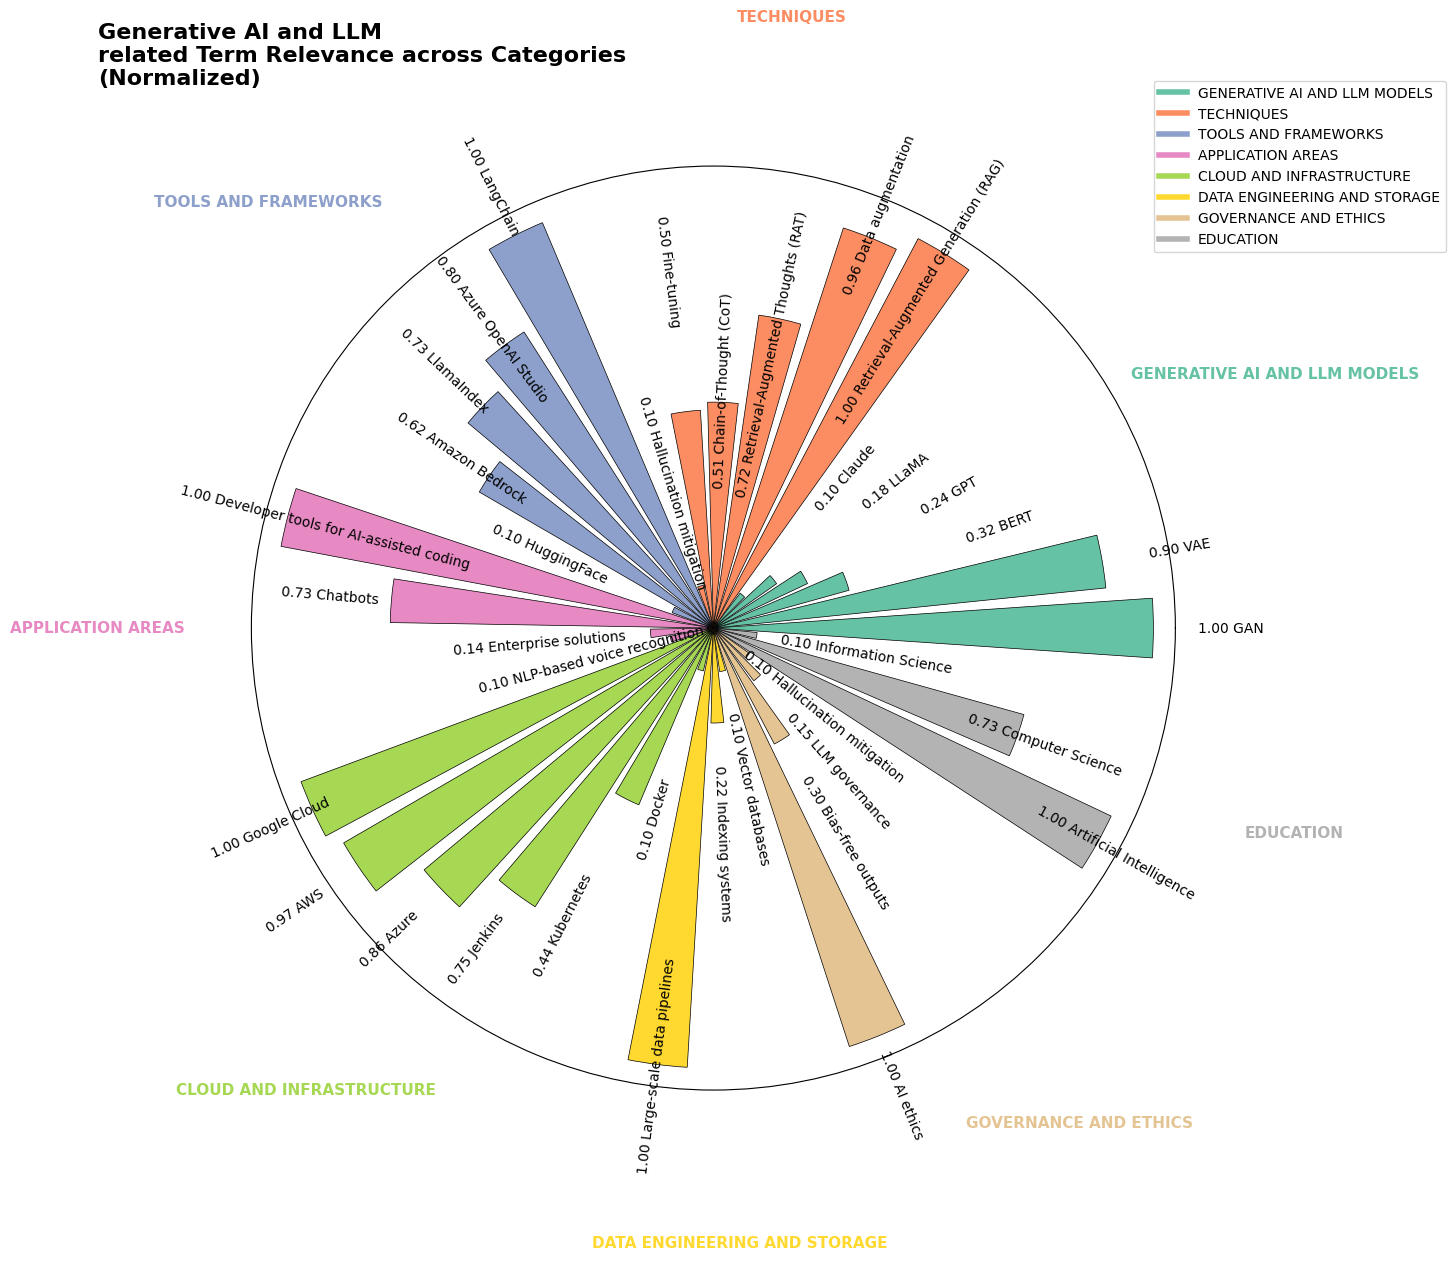 TECHNIQUES
Generative AI and LLM
related Term Relevance across Categories
(Normalized)
GENERATIVE AI AND LLM MODELS
TECHNIQUES
TOOLS AND FRAMEWORKS
APPLICATION AREAS
CLOUD AND INFRASTRUCTURE
DATA ENGINEERING AND STORAGE
GOVERNANCE AND ETHICS
EDUCATION
TOOLS AND FRAMEWORKS
GENERATIVE AI AND LLM MODELS
APPLICATION AREAS
EDUCATION
CLOUD AND INFRASTRUCTURE
GOVERNANCE AND ETHICS
DATA ENGINEERING AND STORAGE
1.00 GAN
0.90 VAE
0.32 BERT
0.24 GPT
0.18 LLaMA
0.10 Claude
1.00 Retrieval-Augmented Generation (RAG)
0.96 Data augmentation
0.72 Retrieval-Augmented Thoughts (RAT)
0.51 Chain-of-Thought (CoT)
0.50 Fine-tuning
0.10 Hallucination mitigation
1.00 LangChain
0.80 Azure OpenAI Studio
0.73 LlamaIndex
0.62 Amazon Bedrock
0.10 HuggingFace
1.00 Developer tools for AI-assisted coding
0.73 Chatbots
0.14 Enterprise solutions
0.10 NLP-based voice recognition
1.00 Google Cloud
0.97 AWS
0.86 Azure
0.75 Jenkins
0.44 Kubernetes
0.10 Docker
1.00 Large-scale data pipelines
0.22 Indexing systems
0.10 Vector databases
1.00 AI ethics
0.30 Bias-free outputs
0.15 LLM governance
0.10 Hallucination mitigation
1.00 Artificial Intelligence
0.73 Computer Science
0.10 Information Science